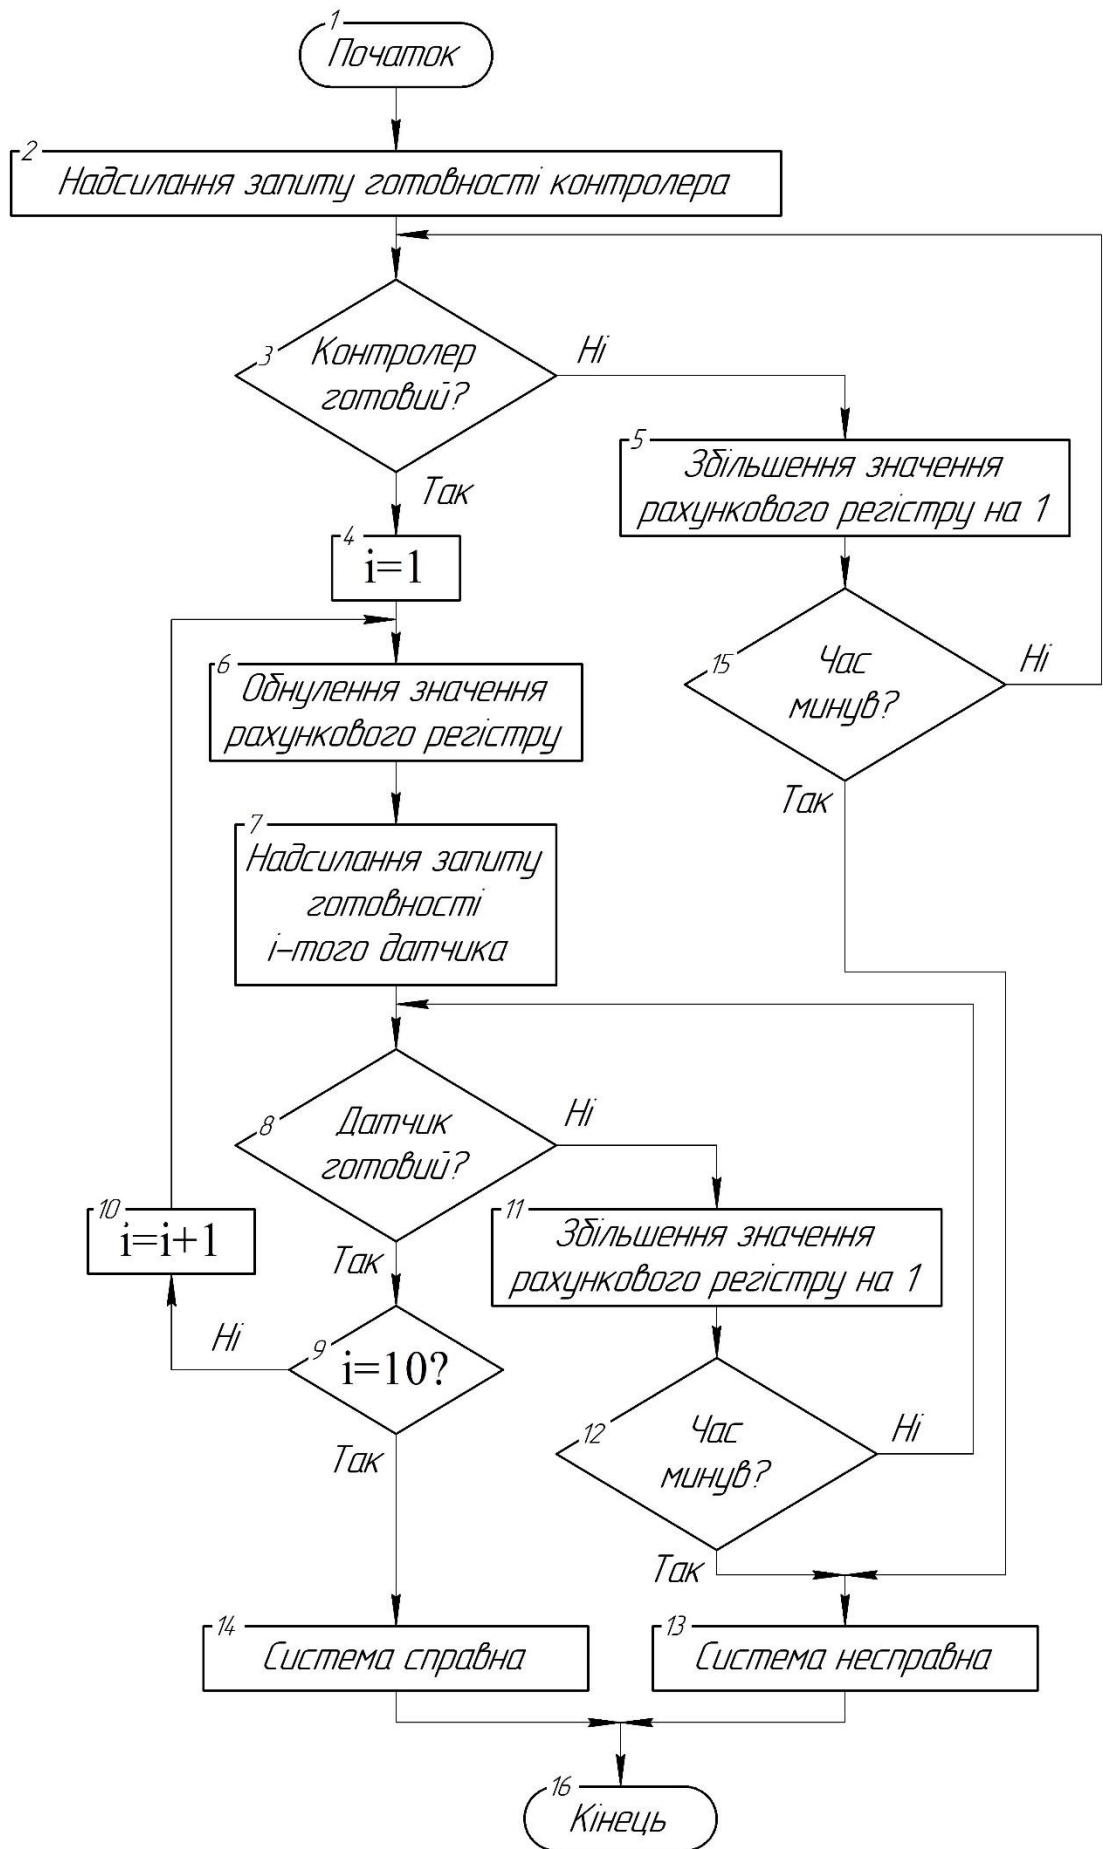 1
Початок
2
Надсилання запиту готовності контролера
3
Контролер
готовий?
Ні
Так
5
Збільшення значення
рахункового регістру на 1
4
i=1
15
Час
минув?
Ні
Так
6
Обнулення значення
рахункового регістру
7
Надсилання запиту
готовності
і-того датчика
8
Датчик
готовий?
Ні
Так
10
i=i+1
11
Збільшення значення
рахункового регістру на 1
9
i=10?
Ні
Так
12
Час
минув?
Ні
Так
14
Система справна
13
Система несправна
16
Кінець